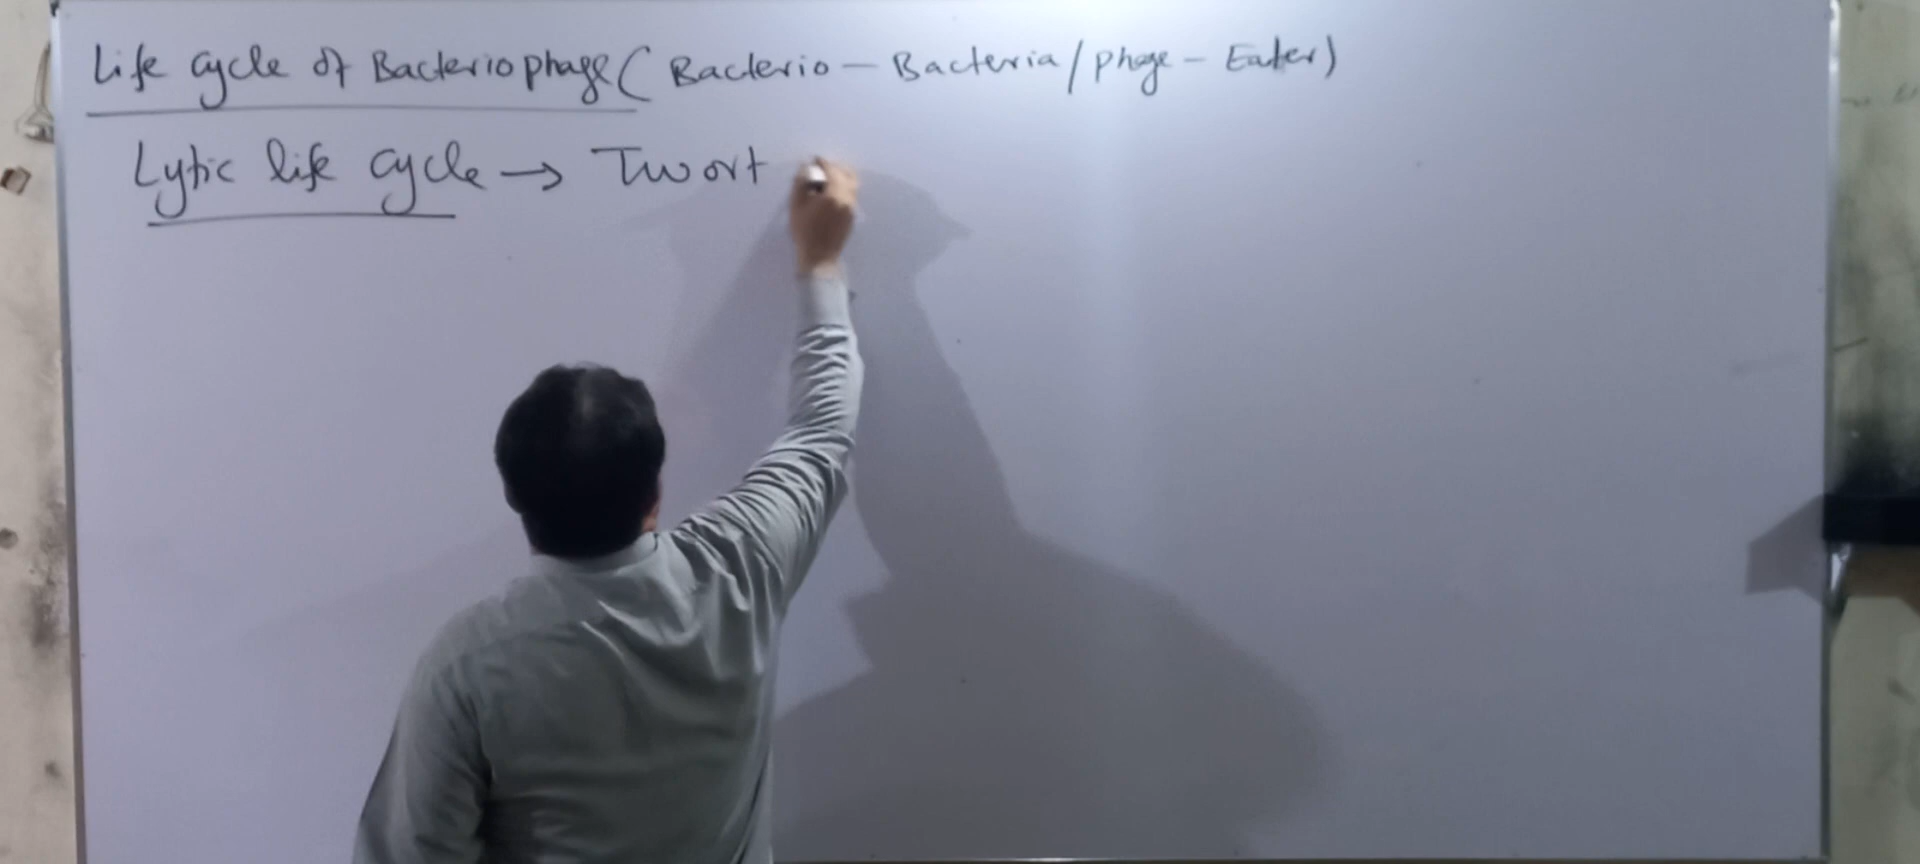 Life cycle of Bacteriophage (Bacterio - Bacteria / phage - Eater)
Lytic life cycle → Twort